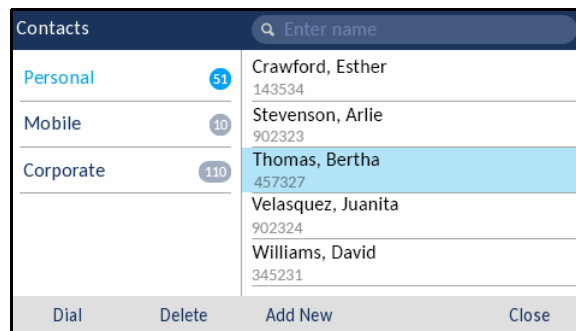 Contacts
Enter name
Personal 51
Mobile 10
Corporate 110
Crawford, Esther
143534
Stevenson, Arlie
902323
Thomas, Bertha
457327
Velasquez, Juanita
902324
Williams, David
345231
Dial Delete Add New Close